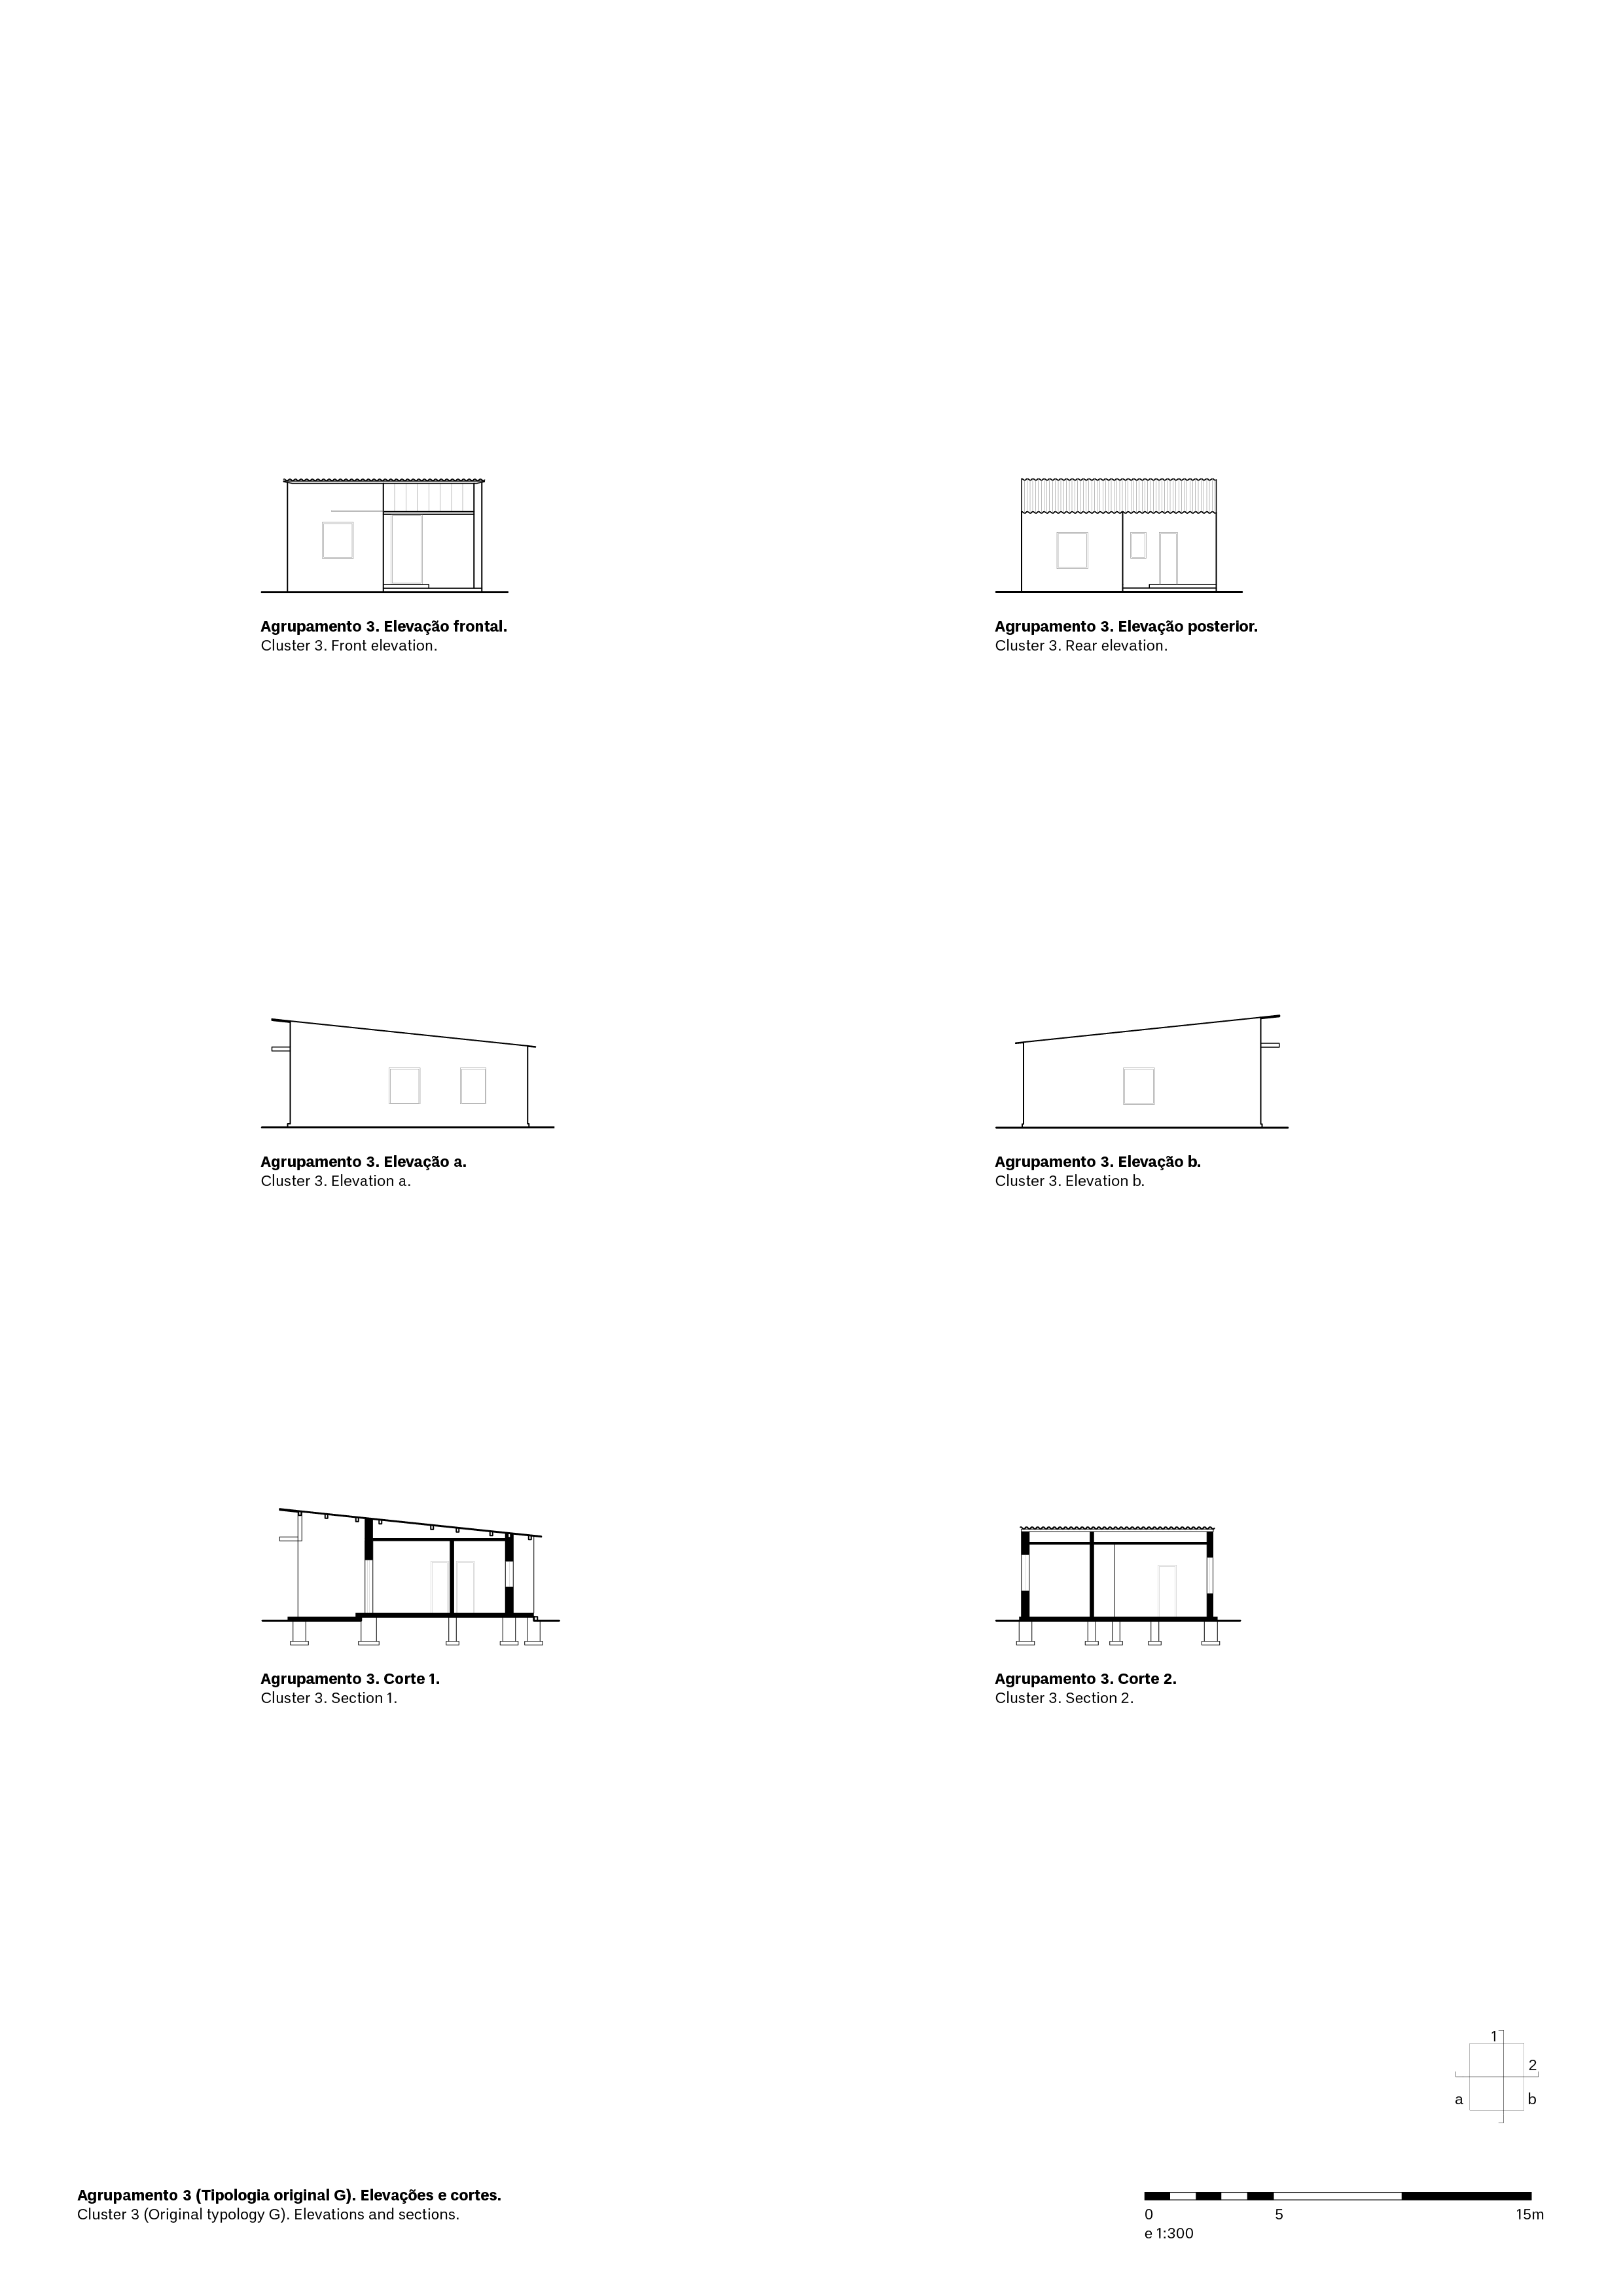 Agrupamento 3. Elevação frontal.
Cluster 3. Front elevation.
Agrupamento 3. Elevação posterior.
Cluster 3. Rear elevation.
Agrupamento 3. Elevação a.
Cluster 3. Elevation a.
Agrupamento 3. Elevação b.
Cluster 3. Elevation b.
Agrupamento 3. Corte 1.
Cluster 3. Section 1.
Agrupamento 3. Corte 2.
Cluster 3. Section 2.
1
2
a b
Agrupamento 3 (Tipologia original G). Elevações e cortes.
Cluster 3 (Original typology G). Elevations and sections.
0 5 15m
e 1:300